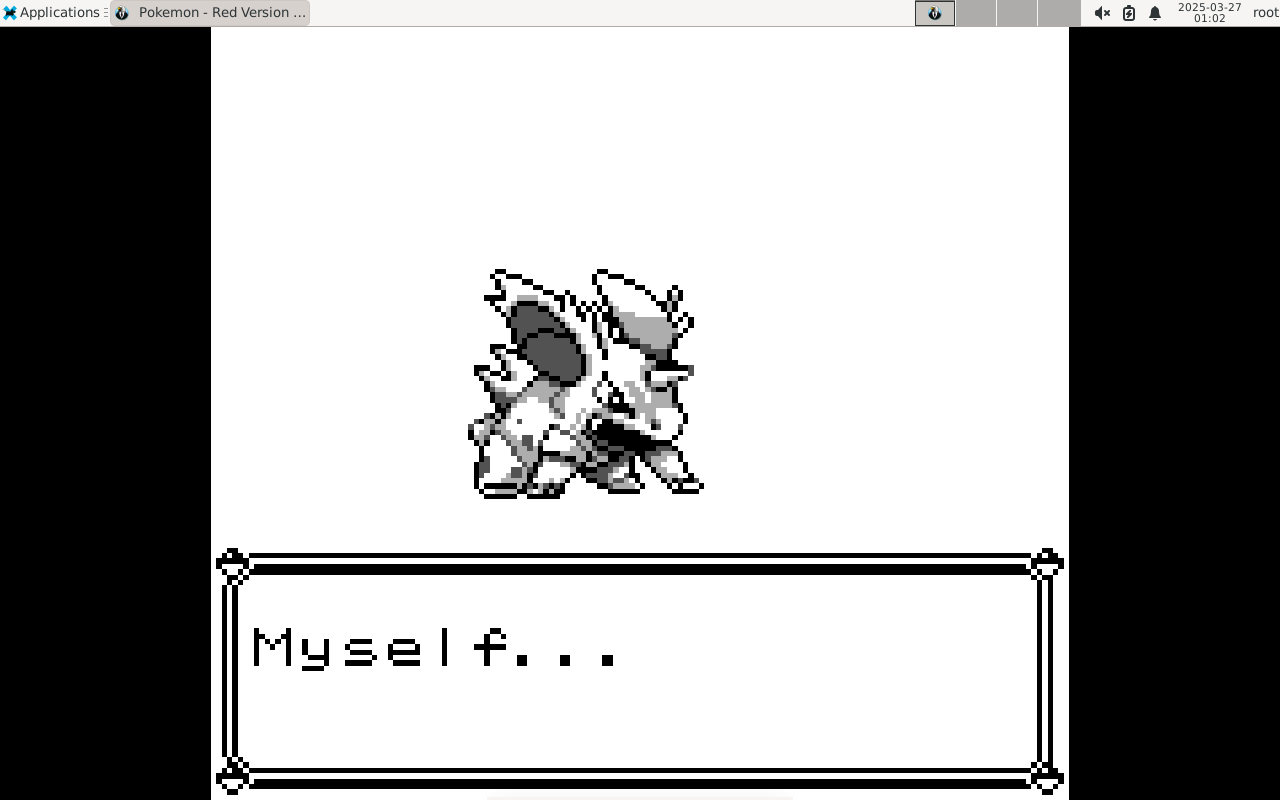 Applications
Pokemon - Red Version ...
2025-03-27
01:02
root
Myself...